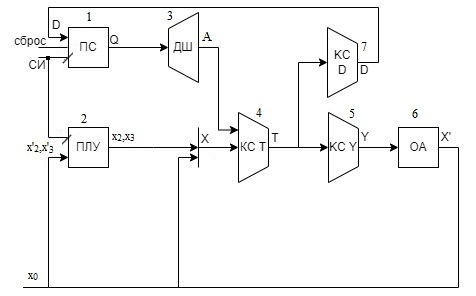 1
3
D
A
7
сброс
ПС
Q
ДШ
КС
D
D
СИ
2
4
5
6
x'2,x'3
ПЛУ
x2,x3
X
КС Т
T
КС Y
Y
ОА
X'
x0